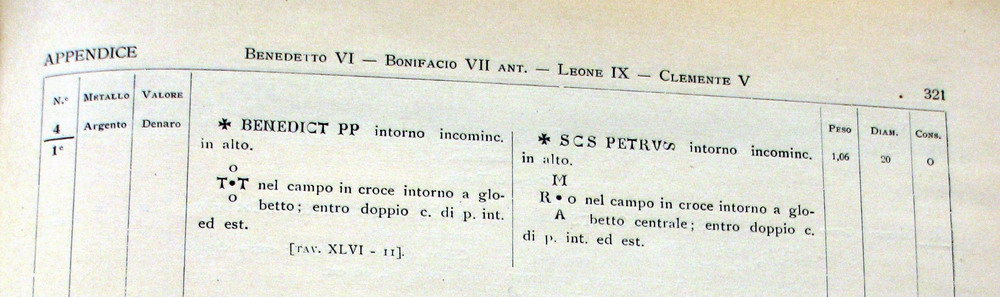 APPENDICE
BENEDETTO VI — BONIFACIO VII ANT. — LEONE IX — CLEMENTE V
321
N.º METALLO VALORE PESO DIAM. CONS.
4 Argento Denaro
1º
✠ BENEDICT PP intorno incominc.
in alto.
O
T•T nel campo in croce intorno a glo-
O
betto; entro doppio c. di p. int.
ed est.
[TAV. XLVI - 11].
✠ SCS PETRVS intorno incominc.
in alto.
M
R • O nel campo in croce intorno a glo-
A
betto centrale; entro doppio c.
di p. int. ed est.
1,06 20 O